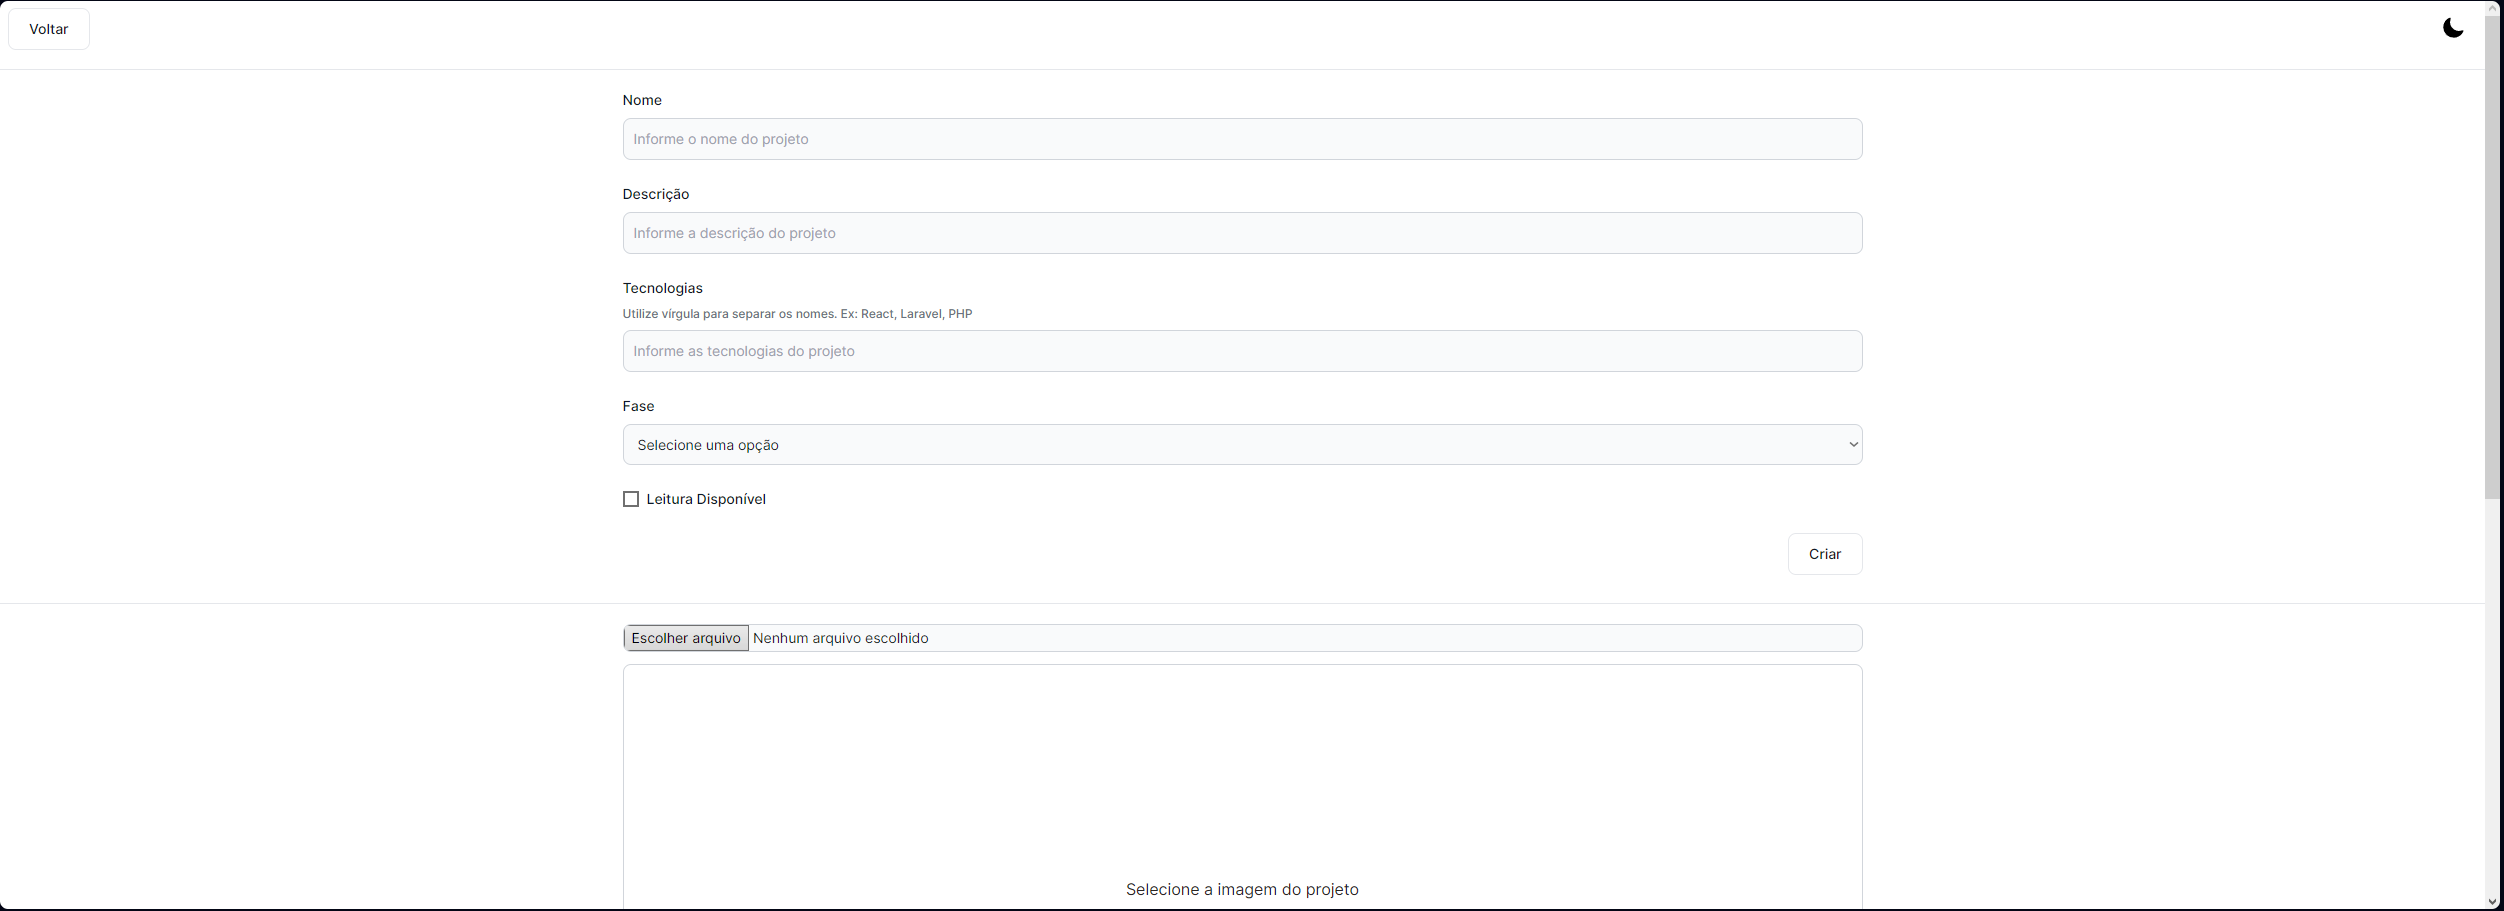 Voltar
Nome
Informe o nome do projeto
Descrição
Informe a descrição do projeto
Tecnologias
Utilize vírgula para separar os nomes. Ex: React, Laravel, PHP
Informe as tecnologias do projeto
Fase
Selecione uma opção
Leitura Disponível
Criar
Escolher arquivo Nenhum arquivo escolhido
Selecione a imagem do projeto